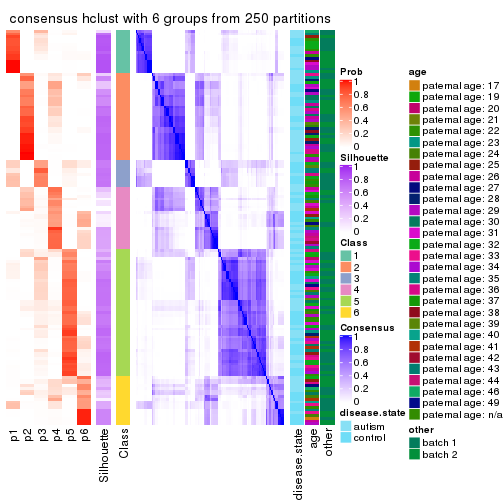 consensus hclust with 6 groups from 250 partitions
p1
p2
p3
p4
p5
p6
Silhouette
Class
disease.state
age
other
Prob
1
0.8
0.6
0.4
0.2
0
Silhouette
1
0.8
0.6
0.4
0.2
0
Class
1
2
3
4
5
6
Consensus
1
0.8
0.6
0.4
0.2
0
disease.state
autism
control
age
paternal age: 17
paternal age: 19
paternal age: 20
paternal age: 21
paternal age: 22
paternal age: 23
paternal age: 24
paternal age: 25
paternal age: 26
paternal age: 27
paternal age: 28
paternal age: 29
paternal age: 30
paternal age: 31
paternal age: 32
paternal age: 33
paternal age: 34
paternal age: 35
paternal age: 36
paternal age: 37
paternal age: 38
paternal age: 39
paternal age: 40
paternal age: 41
paternal age: 42
paternal age: 43
paternal age: 44
paternal age: 46
paternal age: 49
paternal age: n/a
other
batch 1
batch 2